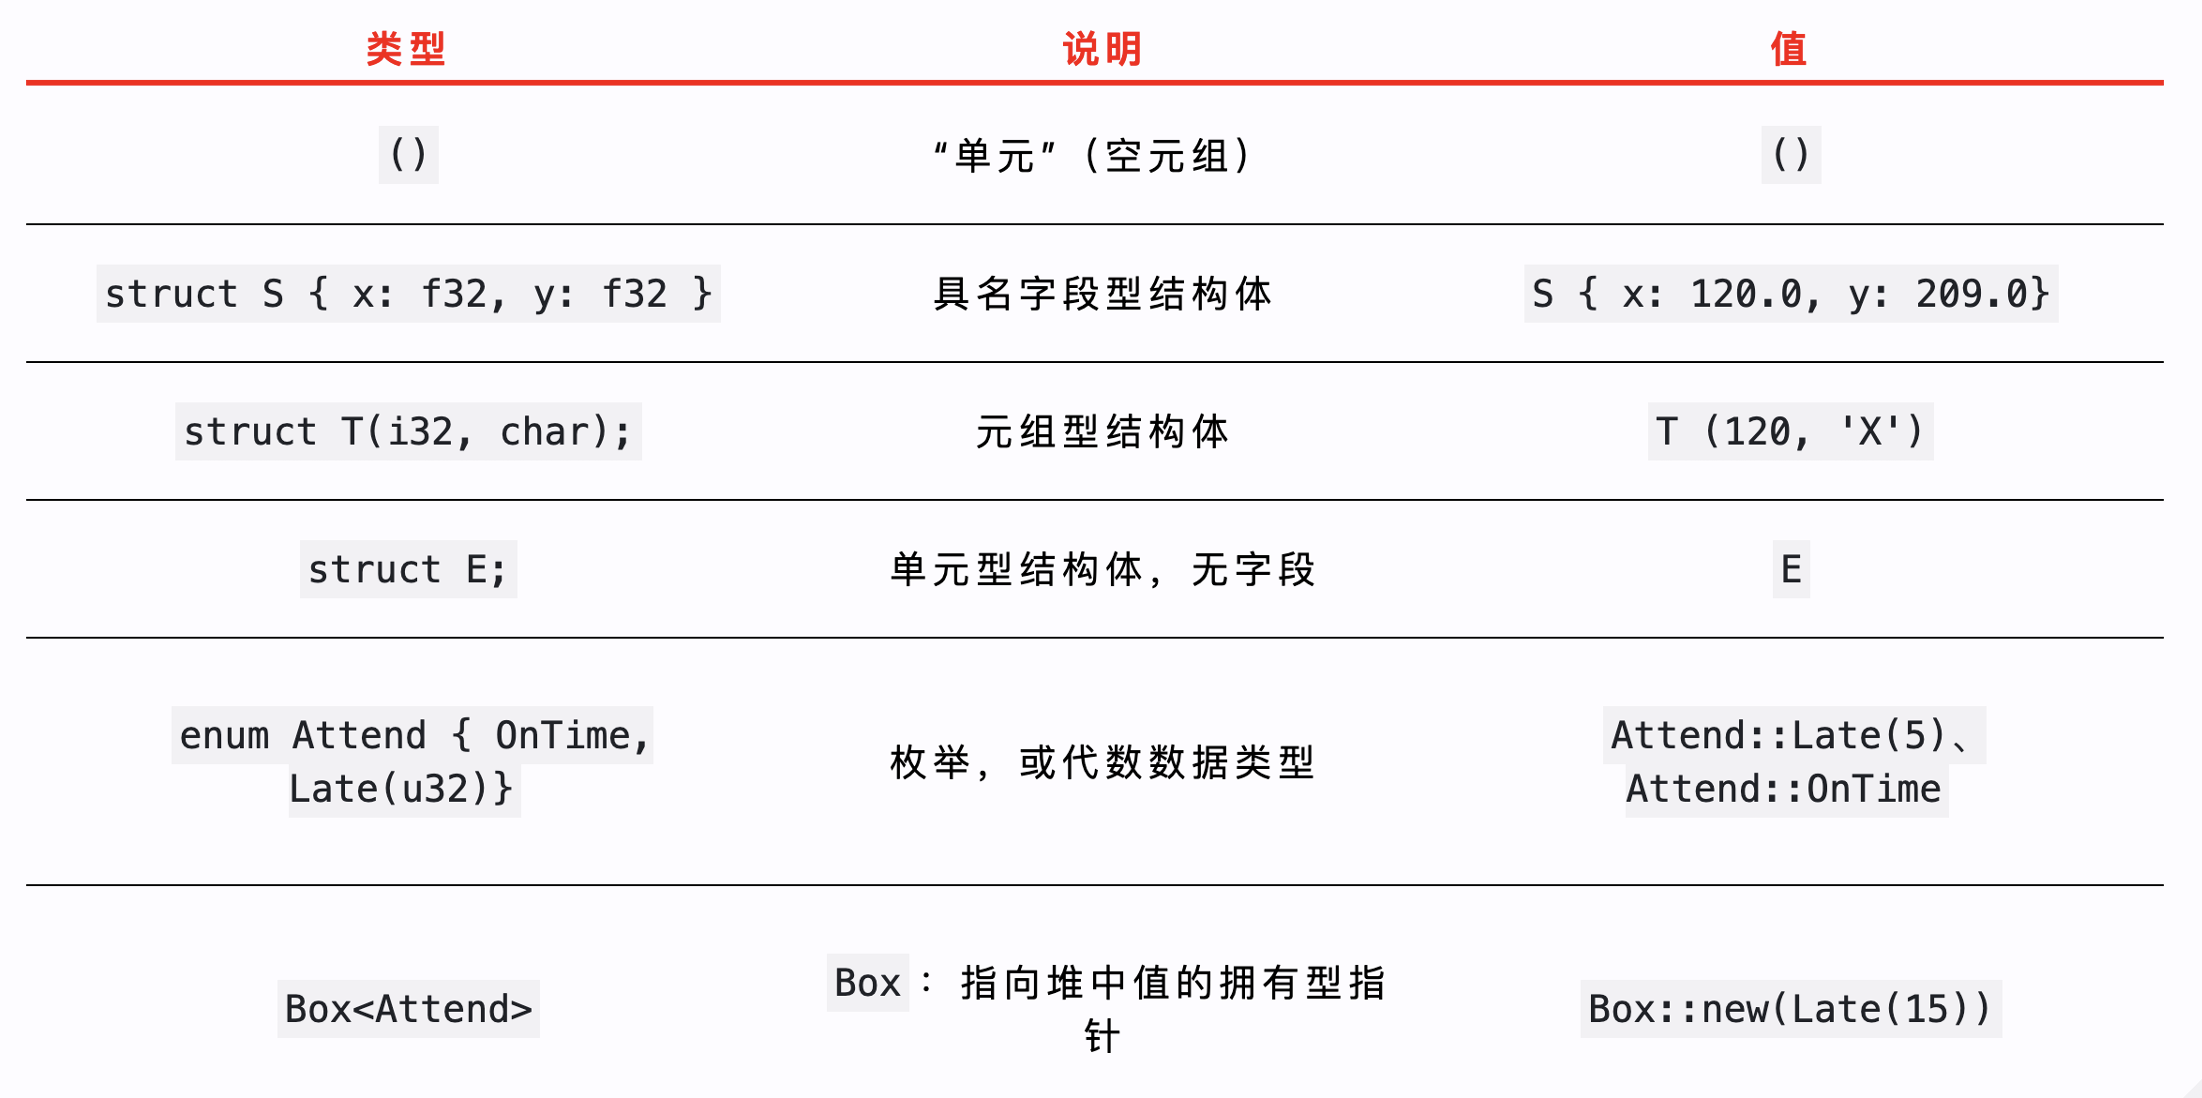 类型 说明 值
() “单元”（空元组） ()
struct S { x: f32, y: f32 } 具名字段型结构体 S { x: 120.0, y: 209.0}
struct T(i32, char); 元组型结构体 T (120, 'X')
struct E; 单元型结构体，无字段 E
enum Attend { OnTime,
Late(u32)}
枚举，或代数数据类型
Attend::Late(5)、
Attend::OnTime
Box<Attend>
Box：指向堆中值的拥有型指
针
Box::new(Late(15))